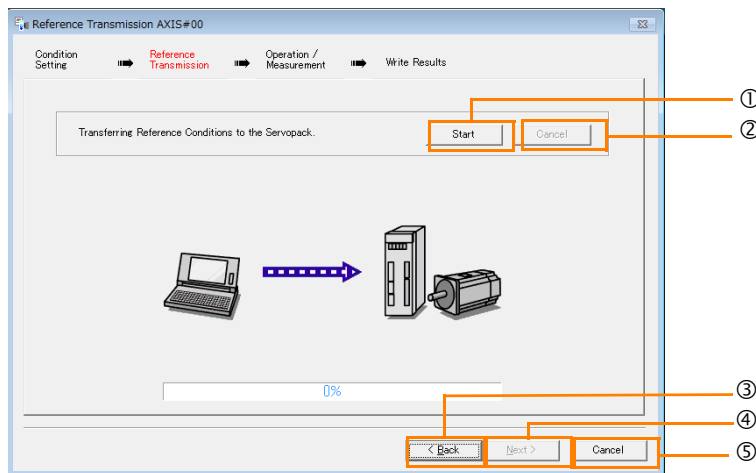 Reference Transmission AXIS#00
Condition Setting
Reference Transmission
Operation / Measurement
Write Results
①
Transferring Reference Conditions to the Servopack.
Start
Cancel
②
0%
③
④
< Back
Next >
Cancel
⑤